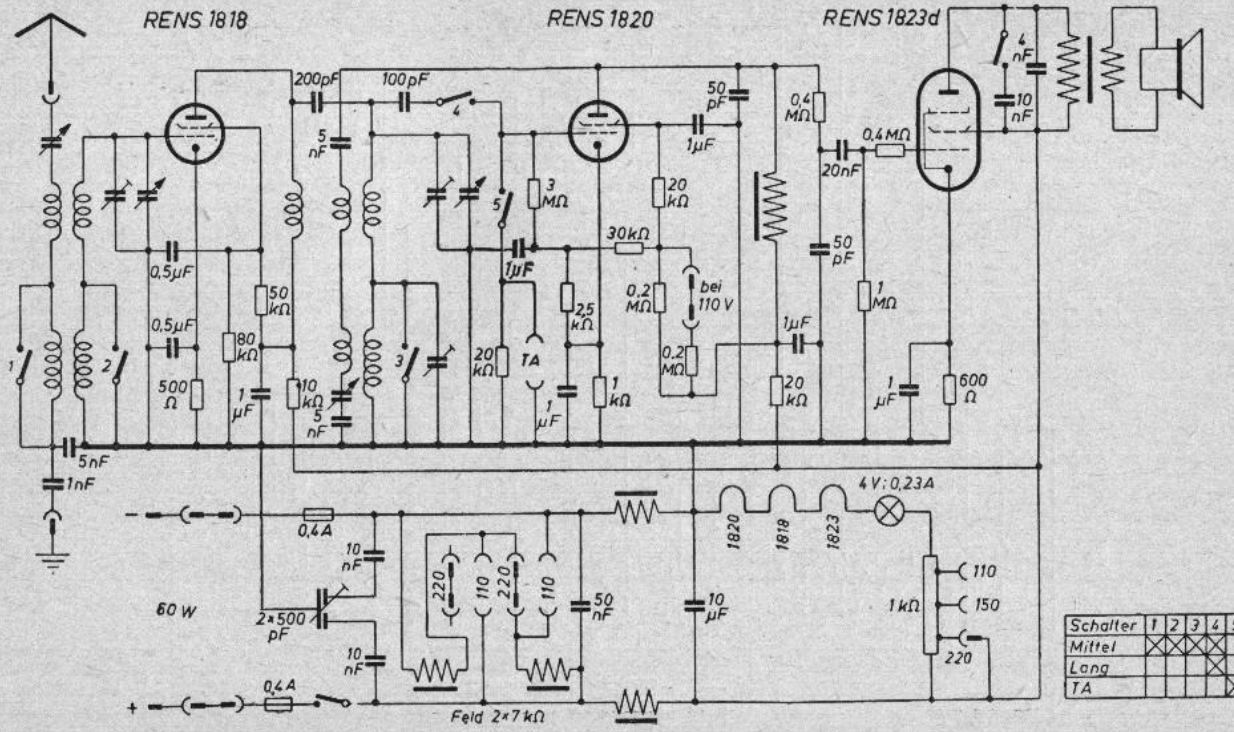 RENS 1818
RENS 1820
RENS 1823d
200pF
100pF
4
50 pF
0,4 MΩ
4 nF
10 nF
5 nF
1µF
20nF
0,4MΩ
3 MΩ
5
20 kΩ
0,5µF
50 kΩ
1µF
30kΩ
50 pF
1 MΩ
bei 110 V
0,2 MΩ
2,5 kΩ
1
2
0,5µF
80 kΩ
500 Ω
1 µF
10 kΩ
3
20 kΩ
TA
1 µF
1 kΩ
0,2 MΩ
1µF
20 kΩ
1 µF
600 Ω
5nF
5 nF
1nF
4V; 0,23A
-
0,4A
10 nF
220
110
220
110
50 nF
1820
1818
1823
10 µF
1kΩ
110
150
220
60 W
2×500 pF
10 nF
+
0,4A
Feld 2×7kΩ
Schalter 1 2 3 4 5
Mittel
Lang
TA